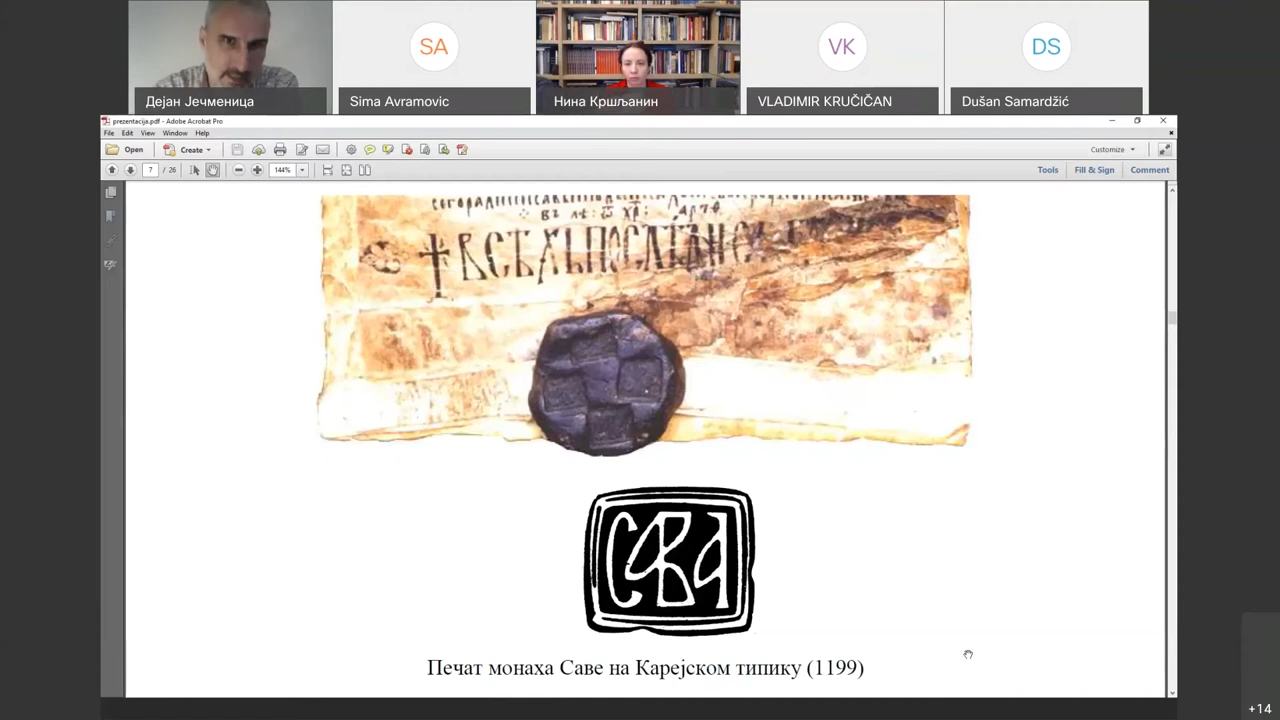 SA
VK
DS
Дејан Јечменица
Sima Avramovic
Нина Кршљанин
VLADIMIR KRUČIČAN
Dušan Samardžić
prezentacija.pdf - Adobe Acrobat Pro
File Edit View Window Help
Open Create Customize
7 / 26 144% Tools Fill & Sign Comment
САВА
Печат монаха Саве на Карејском типику (1199)
+14